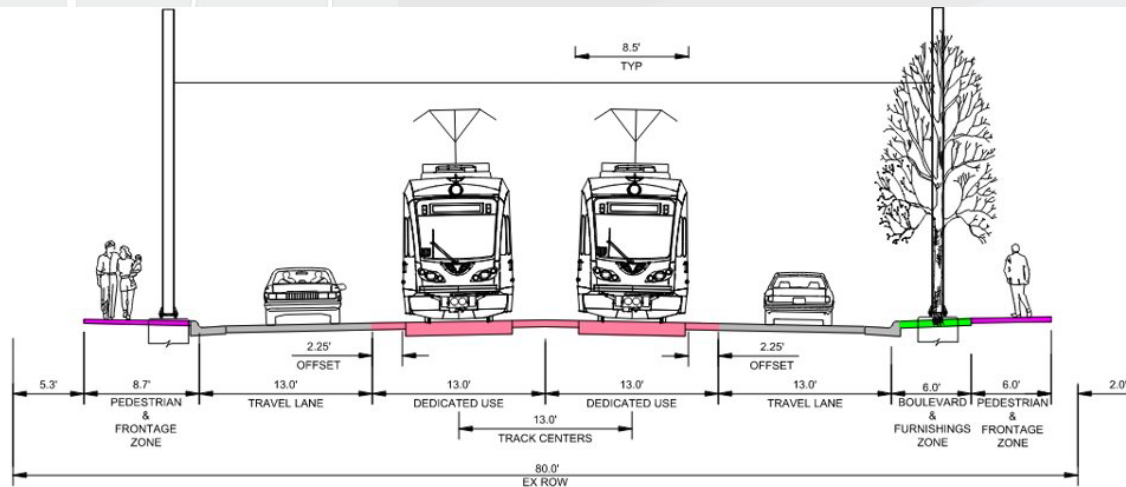 8.5'
TYP
2.25'
OFFSET
2.25'
OFFSET
5.3'
8.7'
PEDESTRIAN
&
FRONTAGE
ZONE
13.0'
TRAVEL LANE
13.0'
DEDICATED USE
13.0'
DEDICATED USE
13.0'
TRAVEL LANE
6.0'
BOULEVARD
&
FURNISHINGS
ZONE
6.0'
PEDESTRIAN
&
FRONTAGE
ZONE
2.0'
13.0'
TRACK CENTERS
80.0'
EX ROW